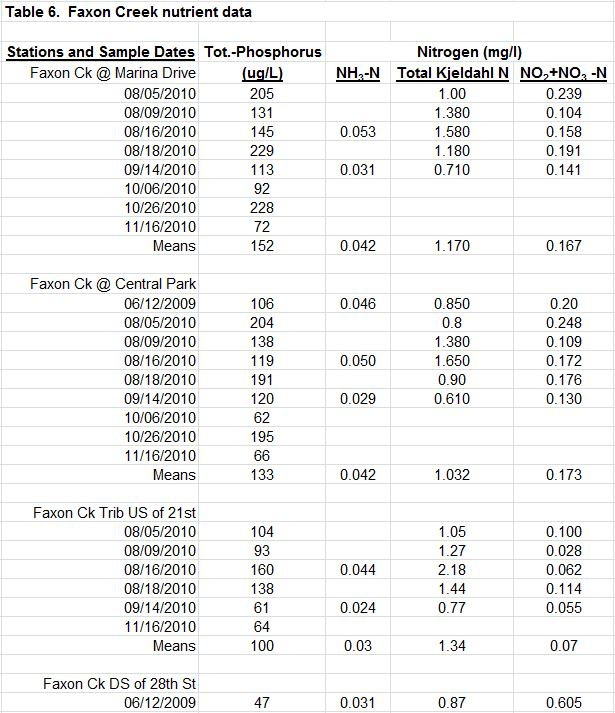 Table 6. Faxon Creek nutrient data
Stations and Sample Dates Tot.-Phosphorus Nitrogen (mg/l)
Faxon Ck @ Marina Drive (ug/L) NH₃-N Total Kjeldahl N NO₂+NO₃ -N
08/05/2010 205 1.00 0.239
08/09/2010 131 1.380 0.104
08/16/2010 145 0.053 1.580 0.158
08/18/2010 229 1.180 0.191
09/14/2010 113 0.031 0.710 0.141
10/06/2010 92
10/26/2010 228
11/16/2010 72
Means 152 0.042 1.170 0.167
Faxon Ck @ Central Park
06/12/2009 106 0.046 0.850 0.20
08/05/2010 204 0.8 0.248
08/09/2010 138 1.380 0.109
08/16/2010 119 0.050 1.650 0.172
08/18/2010 191 0.90 0.176
09/14/2010 120 0.029 0.610 0.130
10/06/2010 62
10/26/2010 195
11/16/2010 66
Means 133 0.042 1.032 0.173
Faxon Ck Trib US of 21st
08/05/2010 104 1.05 0.100
08/09/2010 93 1.27 0.028
08/16/2010 160 0.044 2.18 0.062
08/18/2010 138 1.44 0.114
09/14/2010 61 0.024 0.77 0.055
11/16/2010 64
Means 100 0.03 1.34 0.07
Faxon Ck DS of 28th St
06/12/2009 47 0.031 0.87 0.605